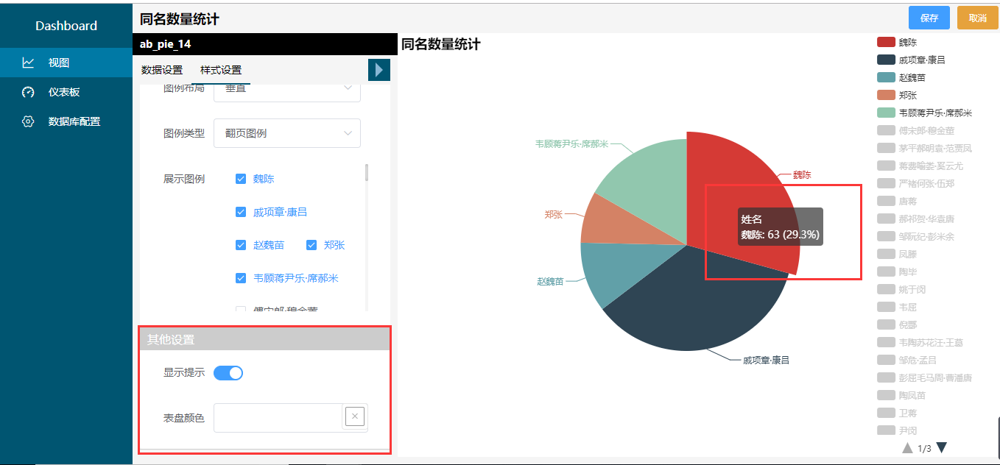 Dashboard
视图
仪表板
数据库配置
同名数量统计
保存
取消
ab_pie_14
数据设置
样式设置
图例布局
垂直
图例类型
翻页图例
展示图例
魏陈
戚项章·康吕
赵魏苗
郑张
韦顾蒋尹乐·席郝米
傅宋郎·穆金董
其他设置
显示提示
表盘颜色
同名数量统计
韦顾蒋尹乐·席郝米
魏陈
郑张
姓名
魏陈: 63 (29.3%)
赵魏苗
戚项章·康吕
魏陈
戚项章·康吕
赵魏苗
郑张
韦顾蒋尹乐·席郝米
傅宋郎·穆金董
茅平郝明袁·范贾凤
蒋费喻娄·奚云尤
严褚何张·伍郑
唐蒋
郝祁贺·华袁唐
邹阮纪·彭米余
凤滕
陶毕
姚于闵
韦屈
倪酆
韦陶苏花汪·王葛
邹危·孟吕
彭屈毛马周·曹潘唐
陶凤苗
卫蒋
尹闵
1/3